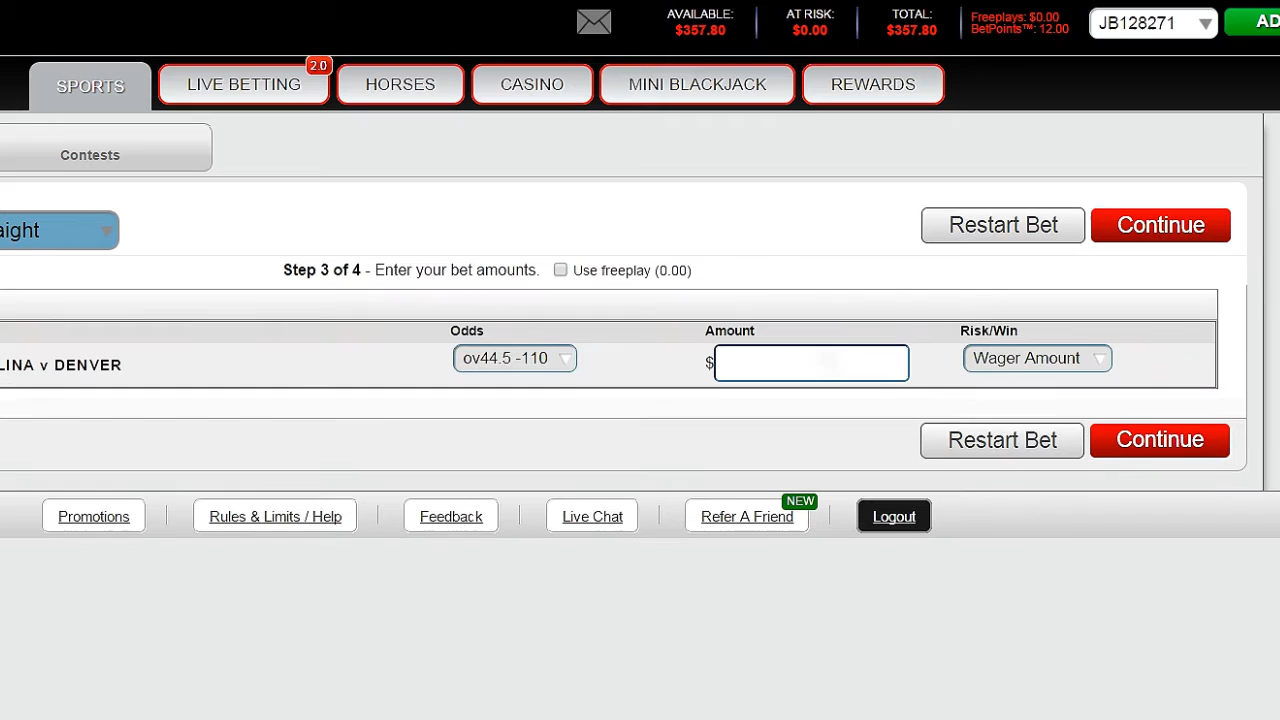 AVAILABLE: AT RISK: TOTAL: Freeplays: $0.00
$357.80 $0.00 $357.80 BetPoints™: 12.00
JB128271 AD
SPORTS LIVE BETTING 2.0 HORSES CASINO MINI BLACKJACK REWARDS
Contests
aight Restart Bet Continue
Step 3 of 4 - Enter your bet amounts. Use freeplay (0.00)
Odds Amount Risk/Win
LINA v DENVER ov44.5 -110 $ Wager Amount
Restart Bet Continue
Promotions Rules & Limits / Help Feedback Live Chat Refer A Friend NEW Logout